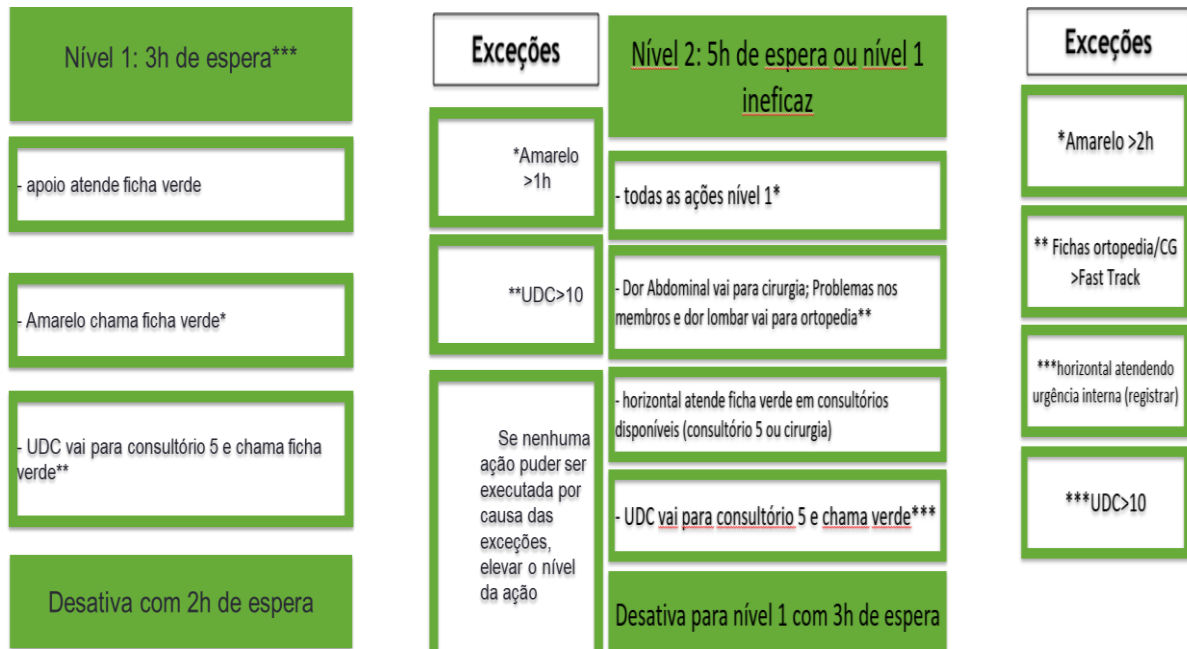 Nível 1: 3h de espera***
- apoio atende ficha verde
- Amarelo chama ficha verde*
- UDC vai para consultório 5 e chama ficha
verde**
Desativa com 2h de espera
Exceções
*Amarelo
>1h
**UDC>10
Se nenhuma
ação puder ser
executada por
causa das
exceções,
elevar o nível
da ação
Nível 2: 5h de espera ou nível 1
ineficaz
- todas as ações nível 1*
- Dor Abdominal vai para cirurgia; Problemas nos
membros e dor lombar vai para ortopedia**
- horizontal atende ficha verde em consultórios
disponíveis (consultório 5 ou cirurgia)
- UDC vai para consultório 5 e chama verde***
Desativa para nível 1 com 3h de espera
Exceções
*Amarelo >2h
** Fichas ortopedia/CG
>Fast Track
***horizontal atendendo
urgência interna (registrar)
***UDC>10